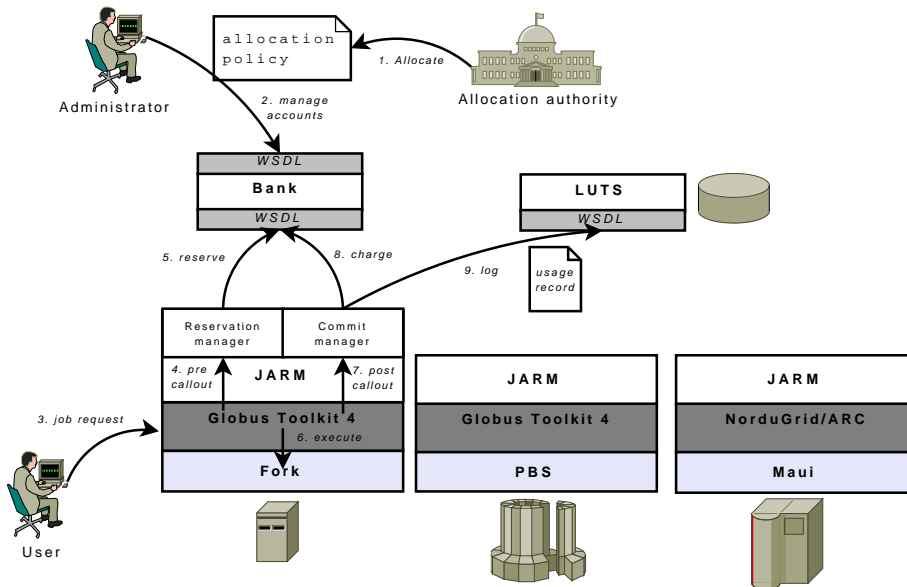 allocation
policy
1. Allocate
Administrator
Allocation authority
2. manage
accounts
WSDL
Bank
WSDL
LUTS
WSDL
5. reserve
8. charge
9. log
usage
record
Reservation
manager
Commit
manager
4. pre
callout
JARM
7. post
callout
JARM
JARM
3. job request
Globus Toolkit 4
6. execute
Globus Toolkit 4
NorduGrid/ARC
Fork
PBS
Maui
User